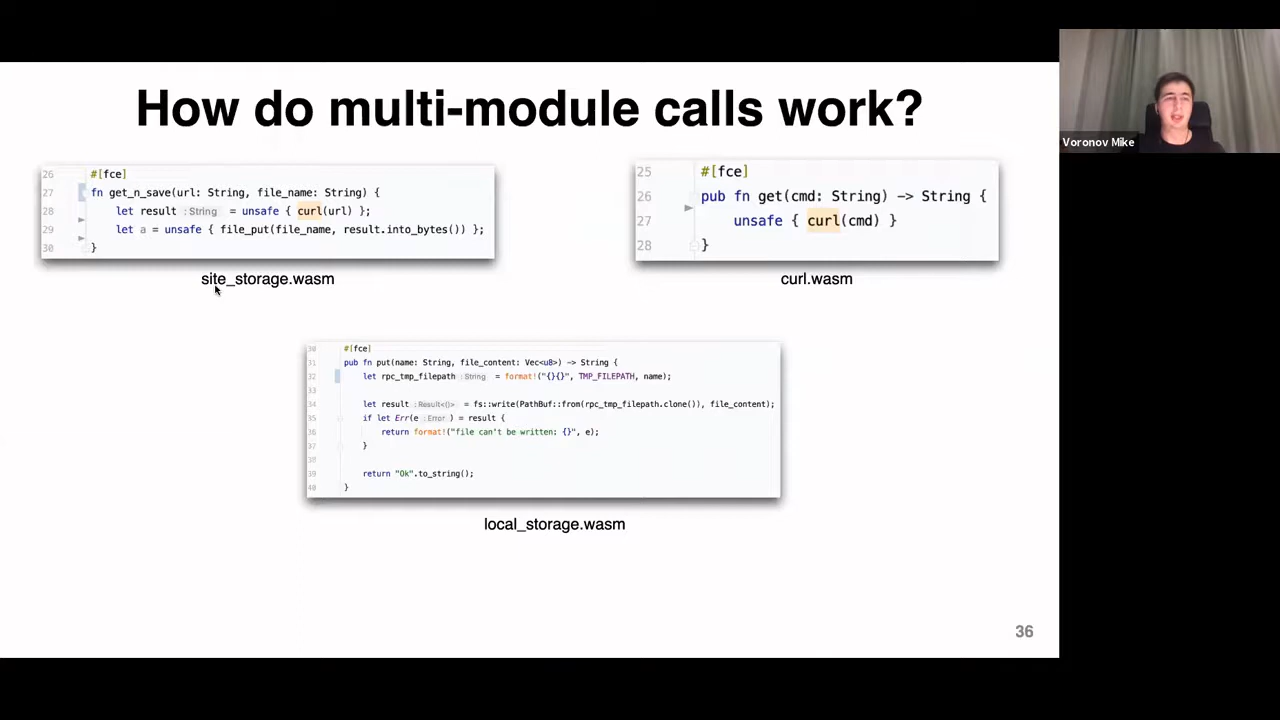 How do multi-module calls work?
Voronov Mike
26 #[fce]
27 fn get_n_save(url: String, file_name: String) {
28 let result : String = unsafe { curl(url) };
29 let a = unsafe { file_put(file_name, result.into_bytes()) };
30 }
site_storage.wasm
25 #[fce]
26 pub fn get(cmd: String) -> String {
27 unsafe { curl(cmd) }
28 }
curl.wasm
30 #[fce]
31 pub fn put(name: String, file_content: Vec<u8>) -> String {
32 let rpc_tmp_filepath : String = format!("{}{}", TMP_FILEPATH, name);
33
34 let result : Result<()> = fs::write(PathBuf::from(rpc_tmp_filepath.clone()), file_content);
35 if let Err(e : Error ) = result {
36 return format!("file can't be written: {}", e);
37 }
38
39 return "Ok".to_string();
40 }
local_storage.wasm
36